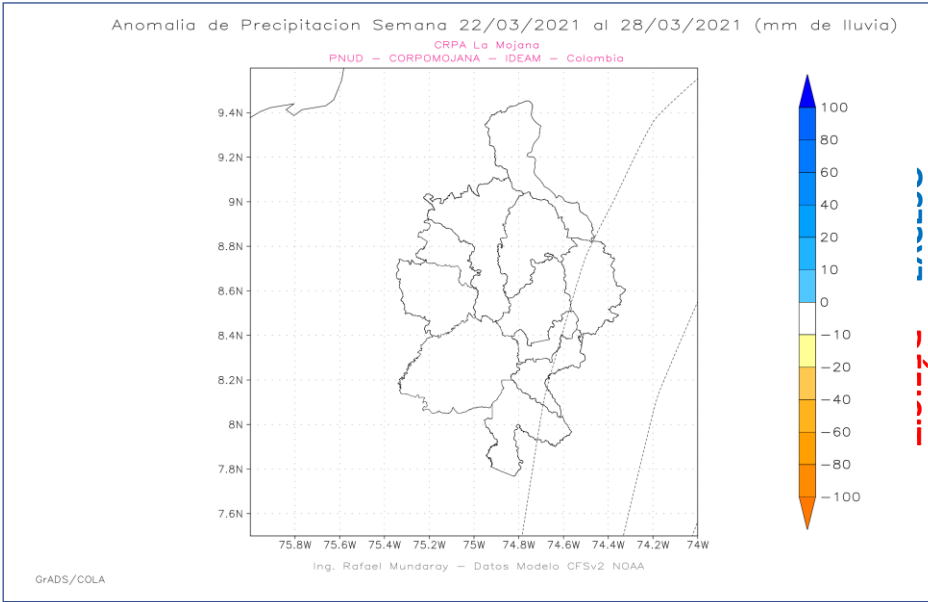 Anomalia de Precipitacion Semana 22/03/2021 al 28/03/2021 (mm de lluvia)
CRPA La Mojana
PNUD – CORPOMOJANA – IDEAM – Colombia
9.4N
9.2N
9N
8.8N
8.6N
8.4N
8.2N
8N
7.8N
7.6N
75.8W 75.6W 75.4W 75.2W 75W 74.8W 74.6W 74.4W 74.2W 74W
100
80
60
40
20
10
0
−10
−20
−40
−60
−80
−100
Ing. Rafael Mundaray – Datos Modelo CFSv2 NOAA
GrADS/COLA